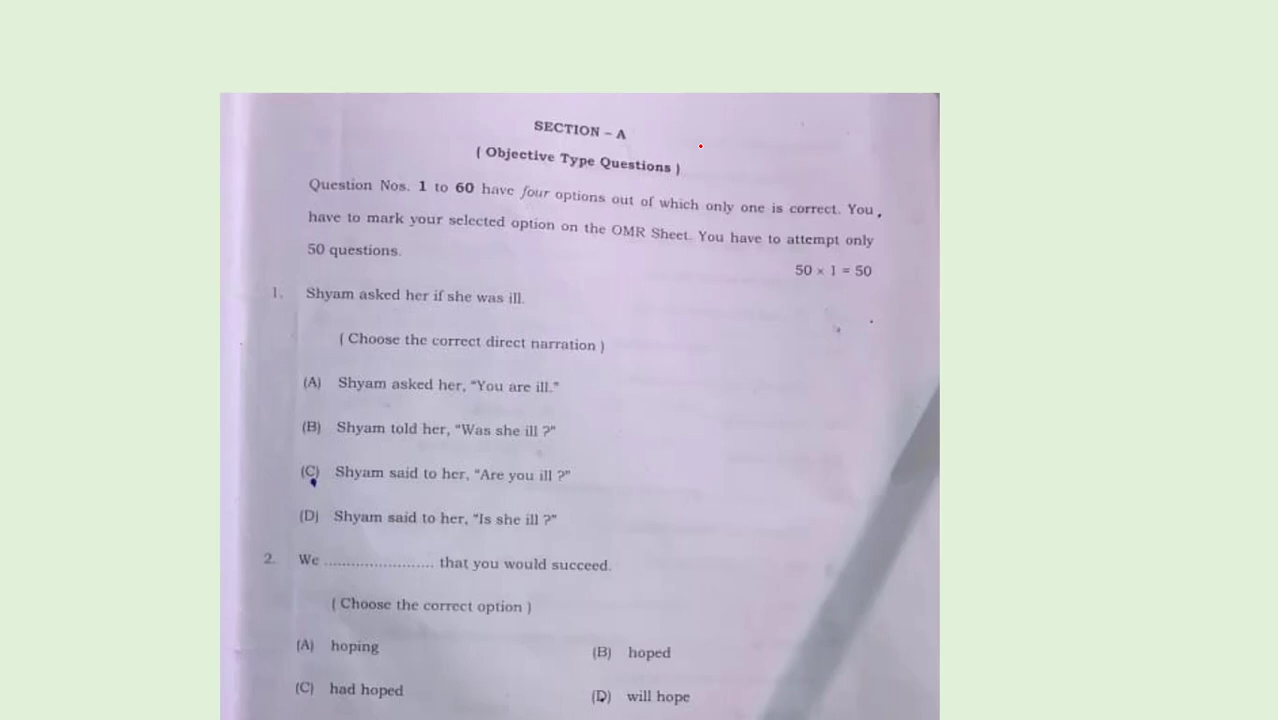 SECTION – A
( Objective Type Questions )
Question Nos. 1 to 60 have four options out of which only one is correct. You
have to mark your selected option on the OMR Sheet. You have to attempt only
50 questions.
50 × 1 = 50
1. Shyam asked her if she was ill.
( Choose the correct direct narration )
(A) Shyam asked her, “You are ill.”
(B) Shyam told her, “Was she ill ?”
(C) Shyam said to her, “Are you ill ?”
(D) Shyam said to her, “Is she ill ?”
2. We ......................... that you would succeed.
( Choose the correct option )
(A) hoping (B) hoped
(C) had hoped (D) will hope